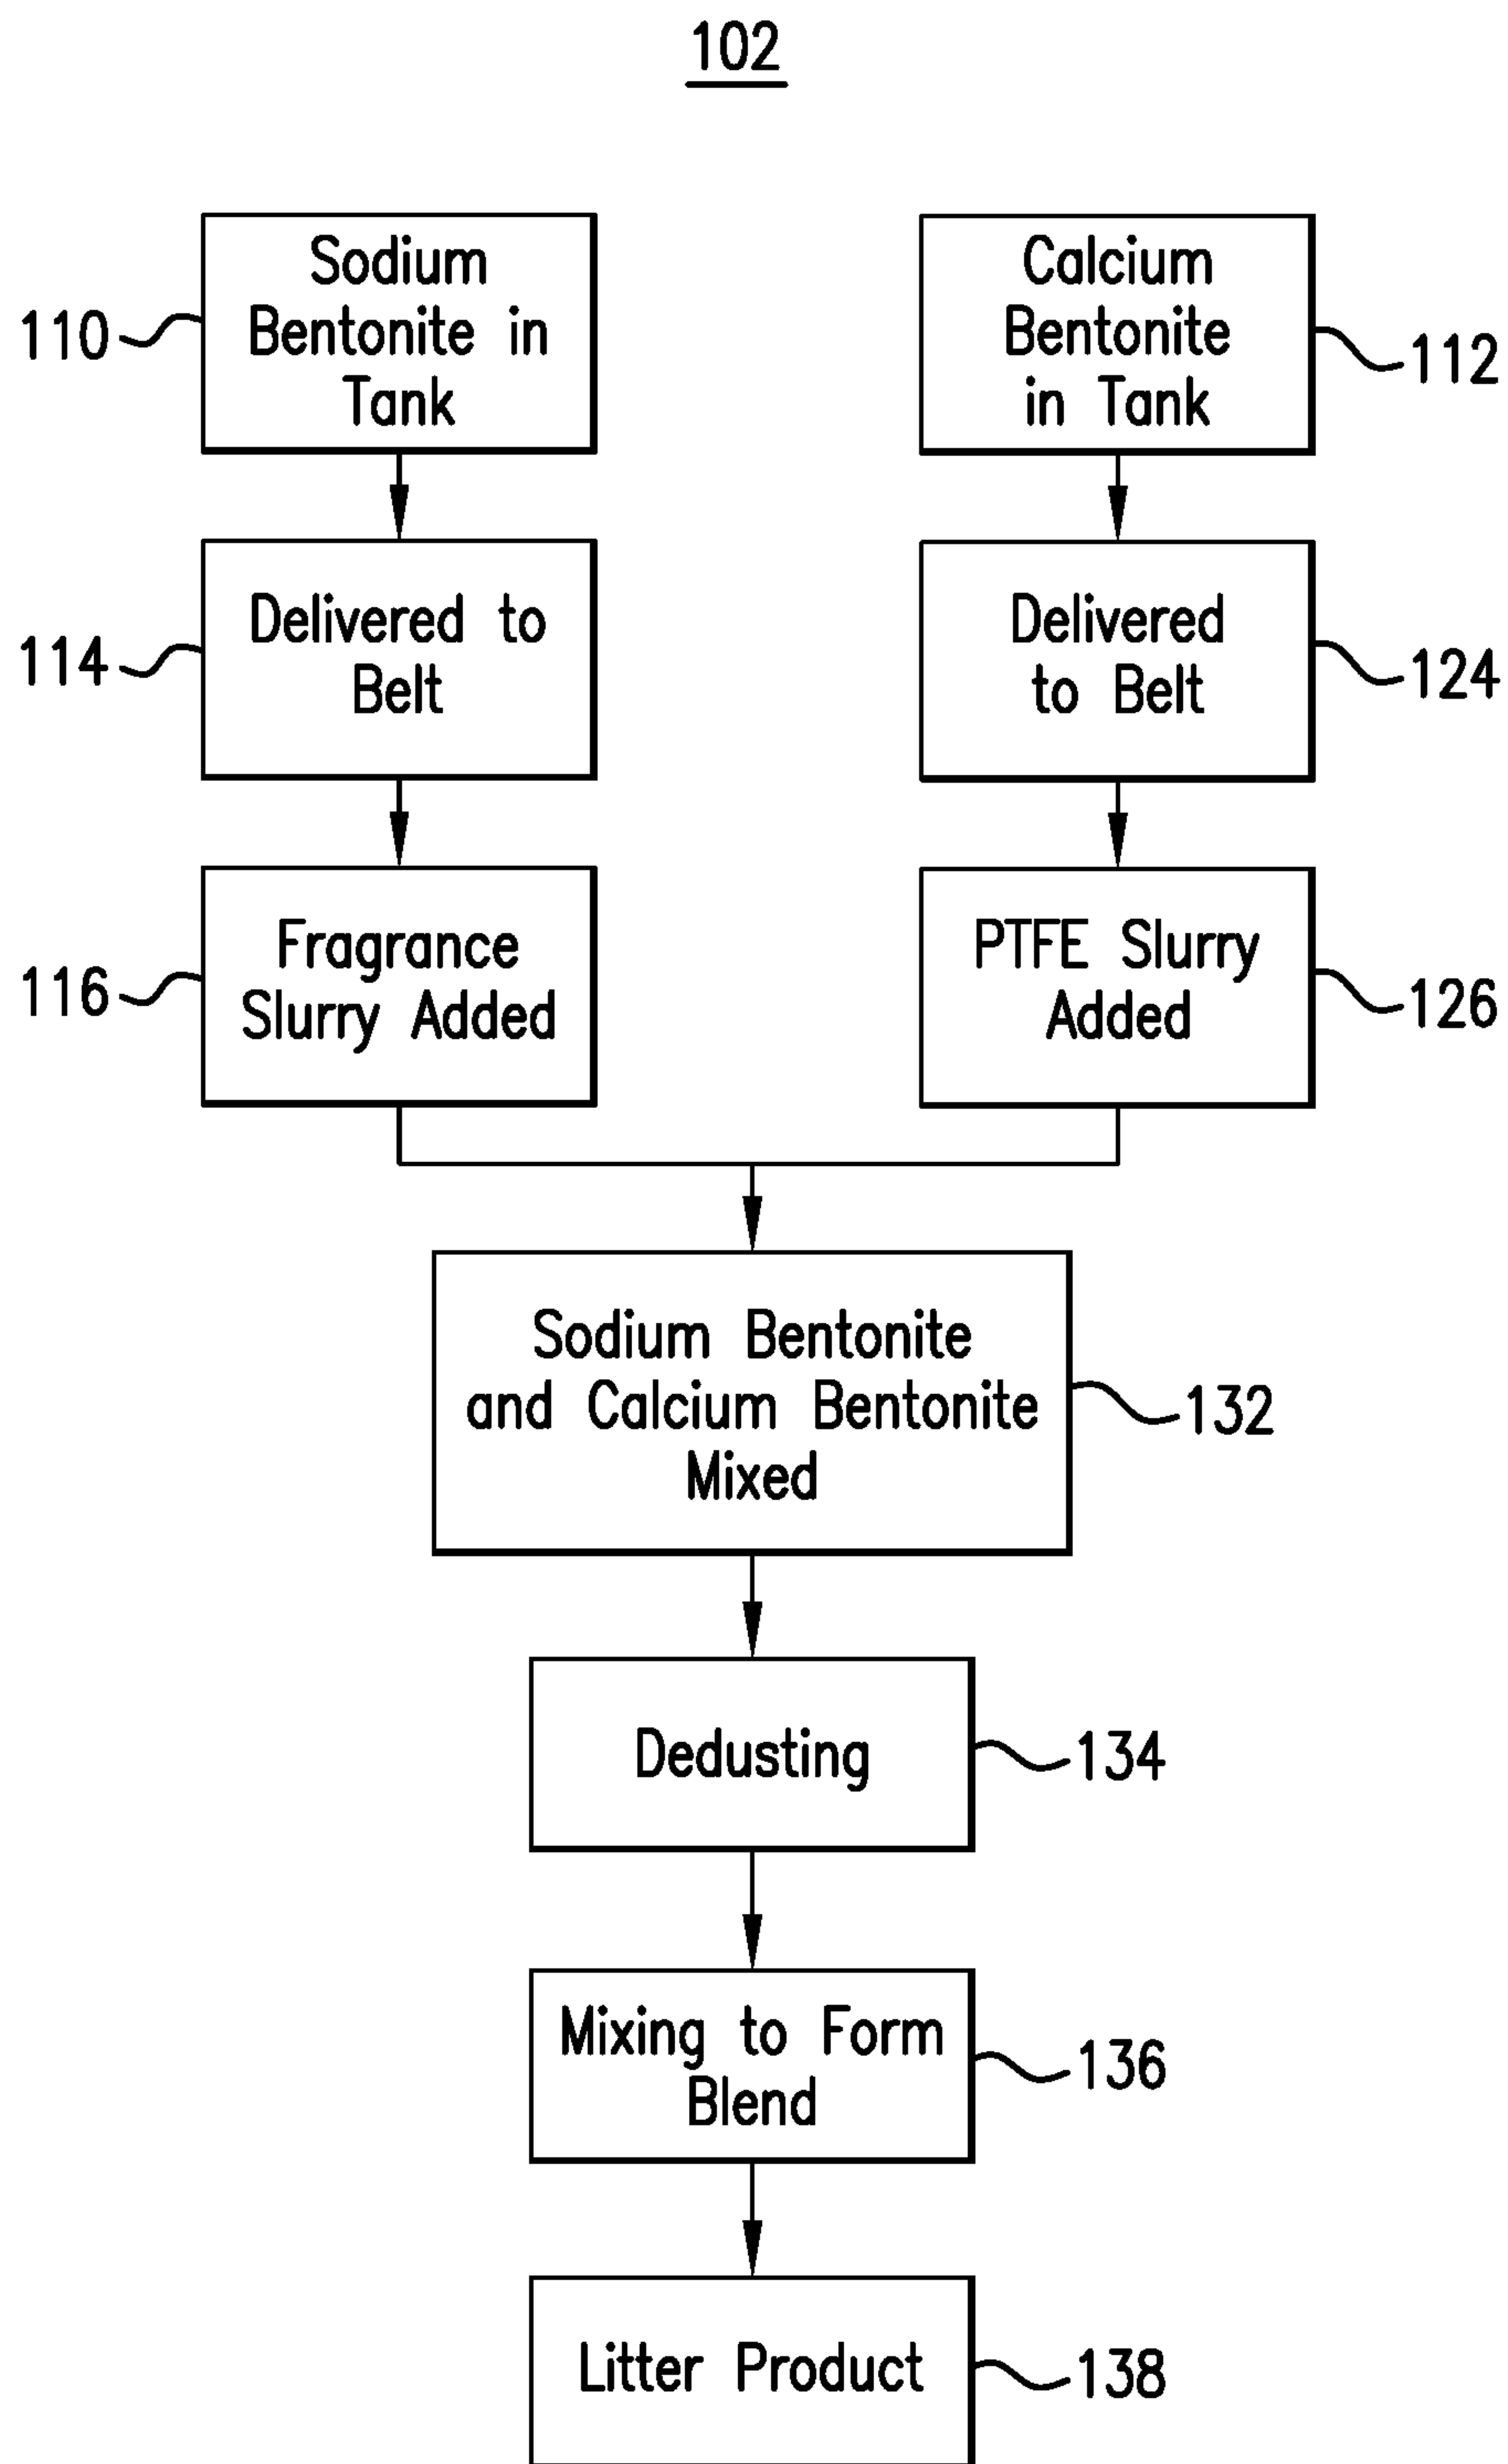 102
110
Sodium
Bentonite in
Tank
Calcium
Bentonite
in Tank
112
114
Delivered to
Belt
Delivered
to Belt
124
116
Fragrance
Slurry Added
PTFE Slurry
Added
126
Sodium Bentonite
and Calcium Bentonite
Mixed
132
Dedusting
134
Mixing to Form
Blend
136
Litter Product
138